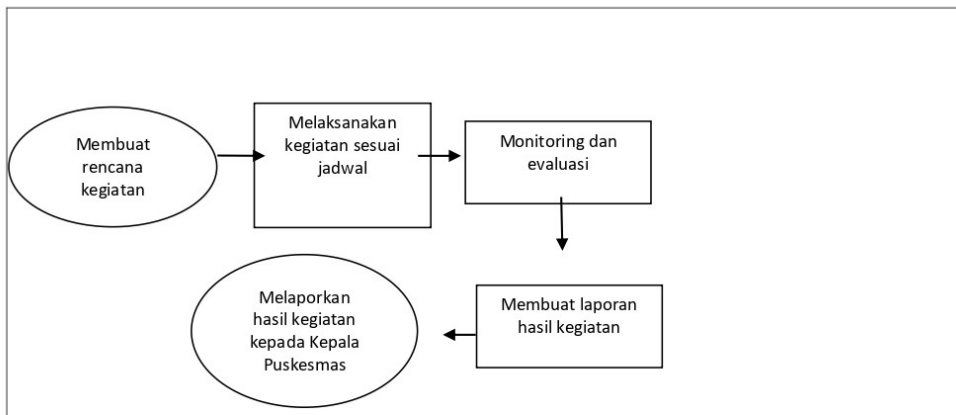 Membuat
rencana
kegiatan
Melaksanakan
kegiatan sesuai
jadwal
Monitoring dan
evaluasi
Membuat laporan
hasil kegiatan
Melaporkan
hasil kegiatan
kepada Kepala
Puskesmas